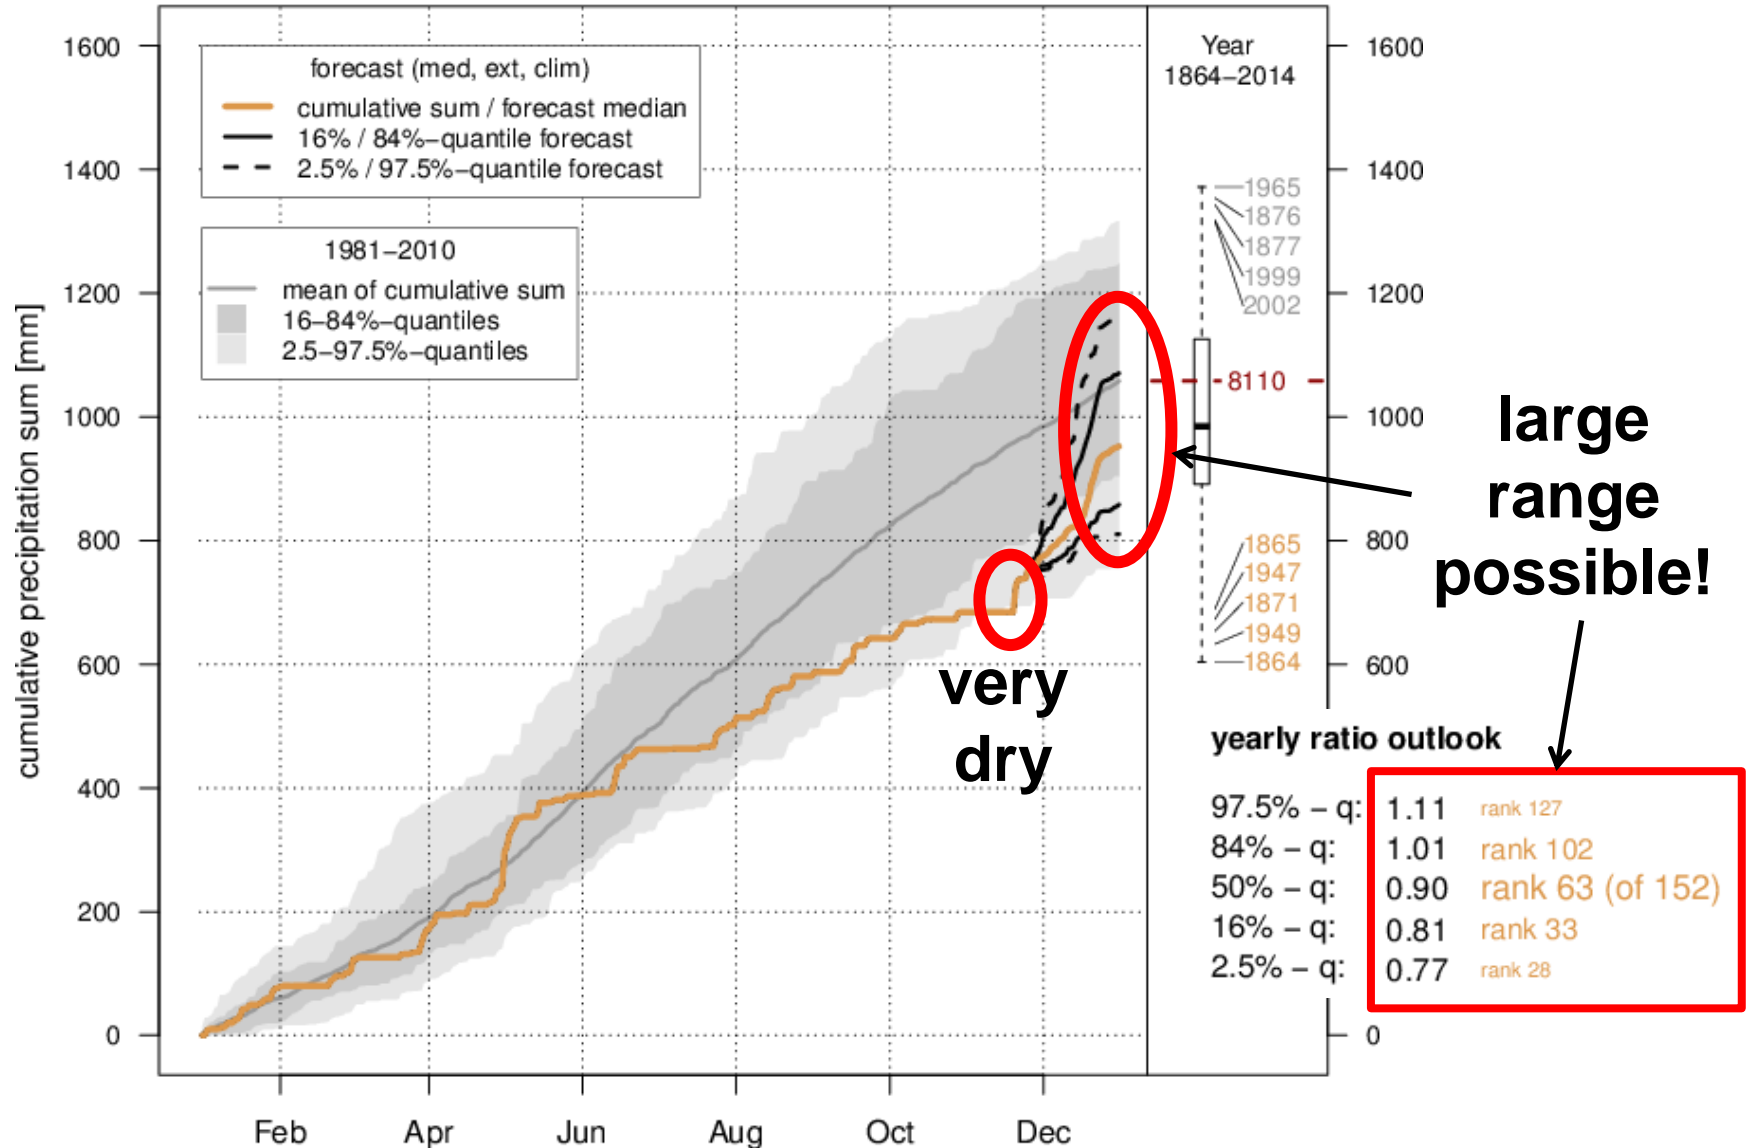 cumulative precipitation sum [mm]
1600
1400
1200
1000
800
600
400
200
0
forecast (med, ext, clim)
cumulative sum / forecast median
16% / 84%−quantile forecast
2.5% / 97.5%−quantile forecast
1981−2010
mean of cumulative sum
16−84%−quantiles
2.5−97.5%−quantiles
Feb
Apr
Jun
Aug
Oct
Dec
very
dry
Year
1864−2014
1965
1876
1877
1999
2002
8110
1865
1947
1871
1949
1864
1600
1400
1200
1000
800
600
0
large
range
possible!
yearly ratio outlook
97.5% − q: 1.11 rank 127
84% − q: 1.01 rank 102
50% − q: 0.90 rank 63 (of 152)
16% − q: 0.81 rank 33
2.5% − q: 0.77 rank 28